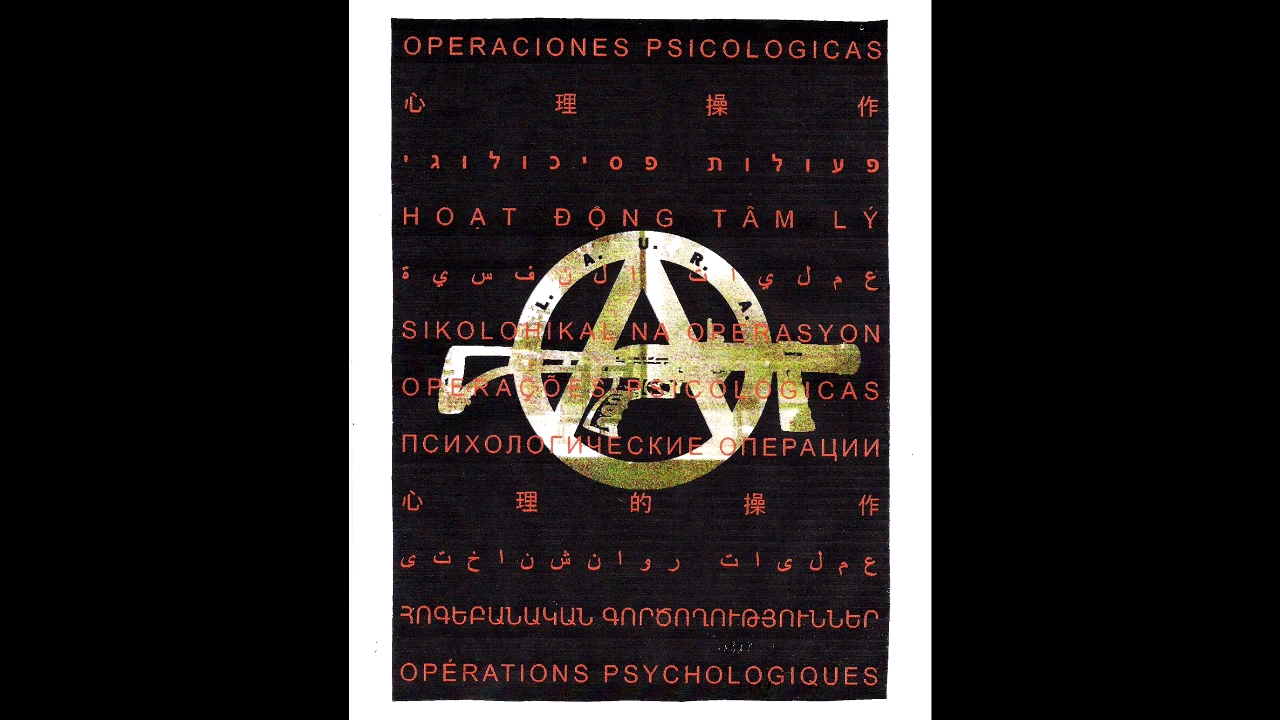 OPERACIONES PSICOLOGICAS
心理操作
פעולות פסיכולוגי
HOẠT ĐỘNG TÂM LÝ
L. A. U. R. A.
عمليات النفسية
SIKOLOHIKAL NA OPERASYON
OPERAÇÕES PSICOLÓGICAS
ПСИХОЛОГИЧЕСКИЕ ОПЕРАЦИИ
心理的操作
عملیات روانشناختی
ՀՈԳԵԲԱՆԱԿԱՆ ԳՈՐԾՈՂՈՒԹՅՈՒՆՆԵՐ
OPÉRATIONS PSYCHOLOGIQUES